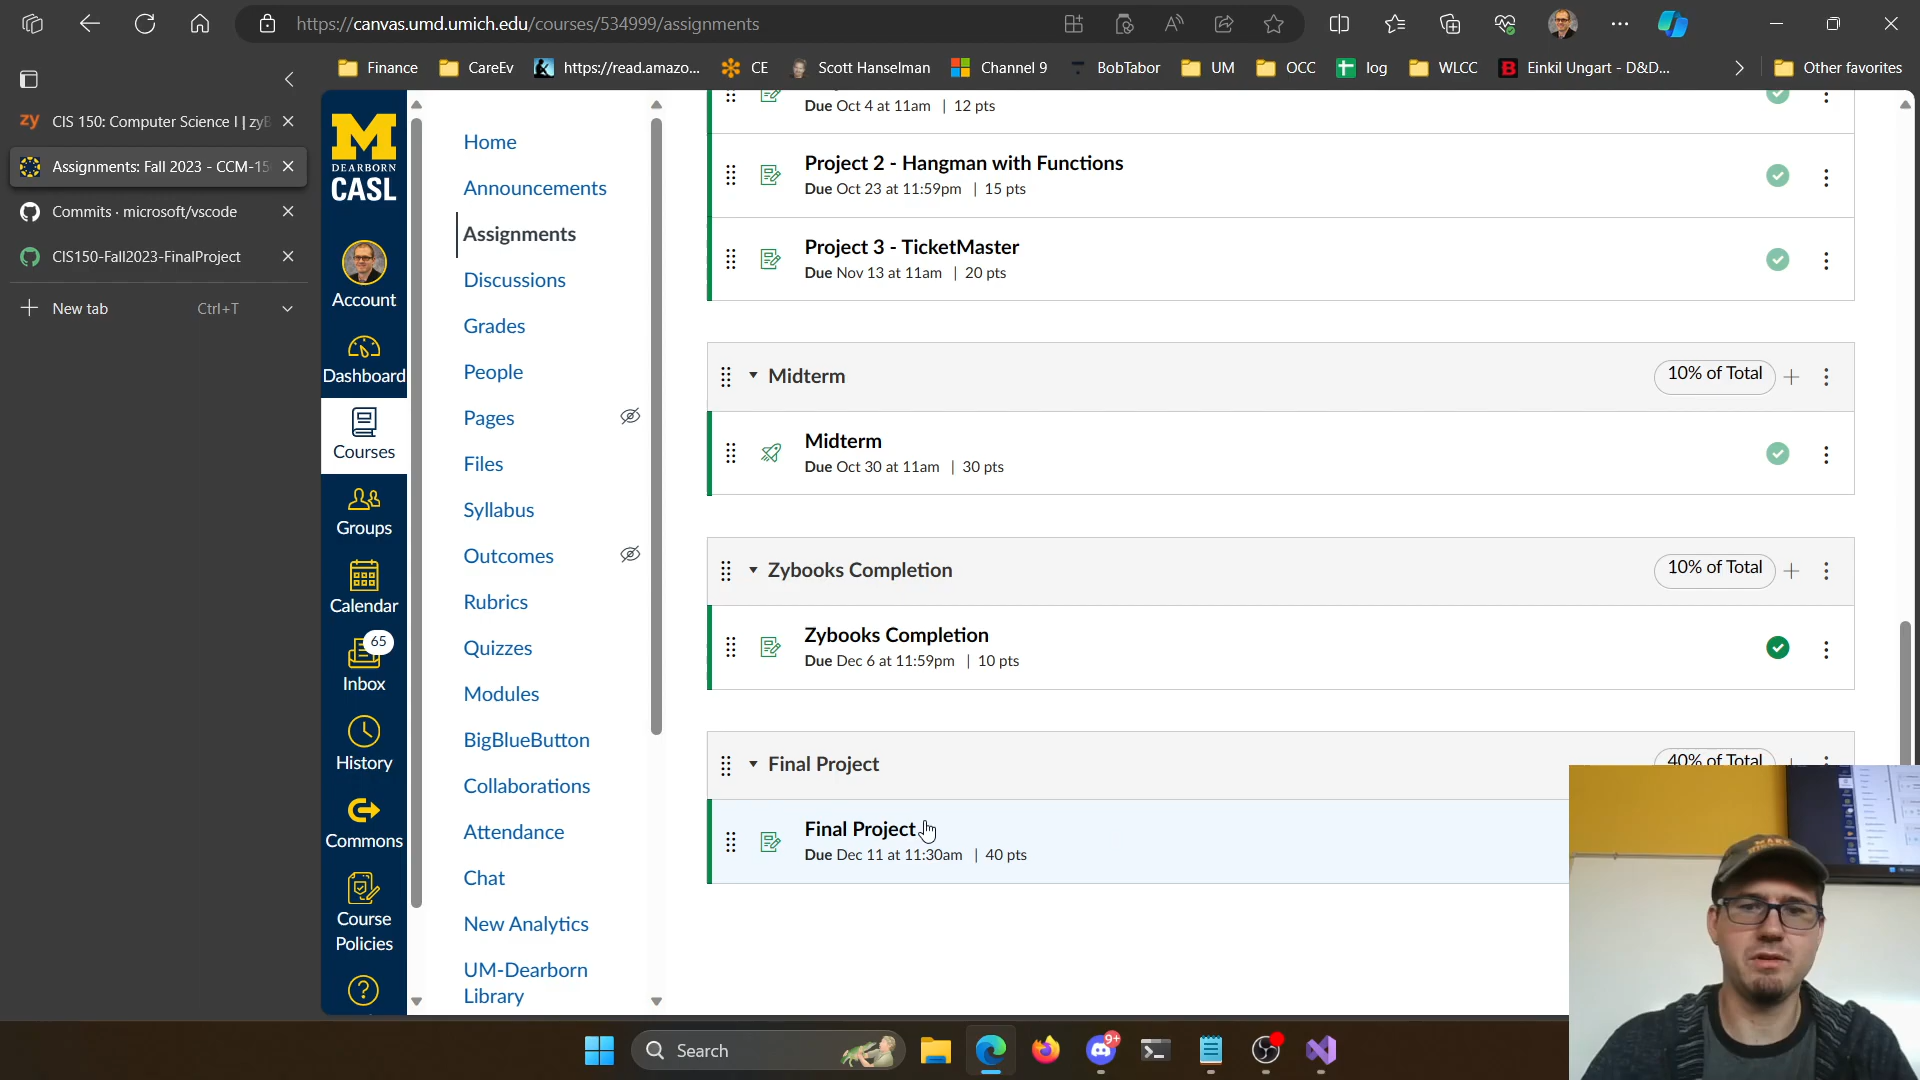 https://canvas.umd.umich.edu/courses/534999/assignments
Finance
CareEv
https://read.amazo...
CE
Scott Hanselman
Channel 9
BobTabor
UM
OCC
log
WLCC
Einkil Ungart - D&D...
Other favorites
zy
CIS 150: Computer Science I | zyB
Assignments: Fall 2023 - CCM-15
Commits · microsoft/vscode
CIS150-Fall2023-FinalProject
New tab
Ctrl+T
M
DEARBORN
CASL
Account
Dashboard
Courses
Groups
Calendar
65
Inbox
History
Commons
Course
Policies
Home
Announcements
Assignments
Discussions
Grades
People
Pages
Files
Syllabus
Outcomes
Rubrics
Quizzes
Modules
BigBlueButton
Collaborations
Attendance
Chat
New Analytics
UM-Dearborn
Library
Due Oct 4 at 11am | 12 pts
Project 2 - Hangman with Functions
Due Oct 23 at 11:59pm | 15 pts
Project 3 - TicketMaster
Due Nov 13 at 11am | 20 pts
Midterm
10% of Total
Midterm
Due Oct 30 at 11am | 30 pts
Zybooks Completion
10% of Total
Zybooks Completion
Due Dec 6 at 11:59pm | 10 pts
Final Project
40% of Total
Final Project
Due Dec 11 at 11:30am | 40 pts
Search
9+